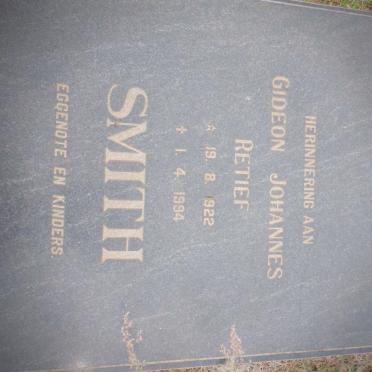 HERINNERING AAN
GIDEON JOHANNES
RETIEF
☆ 19. 8. 1922
✝ 1. 4. 1994
SMITH
EGGENOTE EN KINDERS